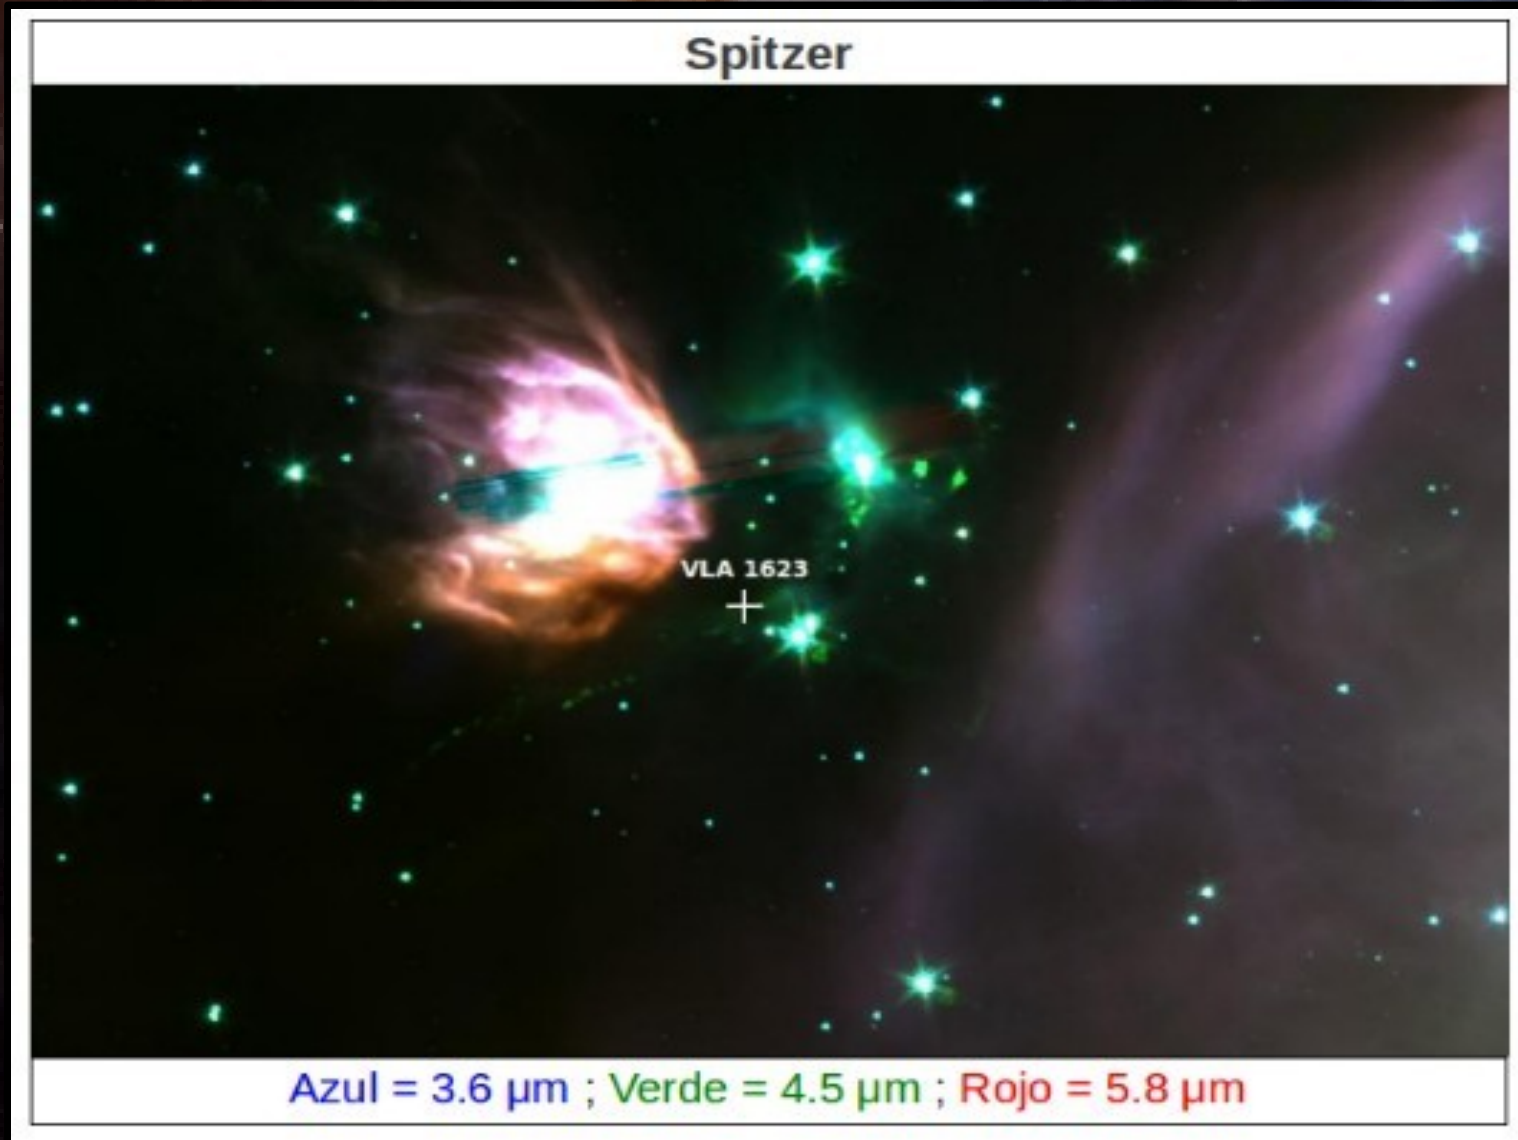 Spitzer
VLA 1623
Azul = 3.6 µm ; Verde = 4.5 µm ; Rojo = 5.8 µm